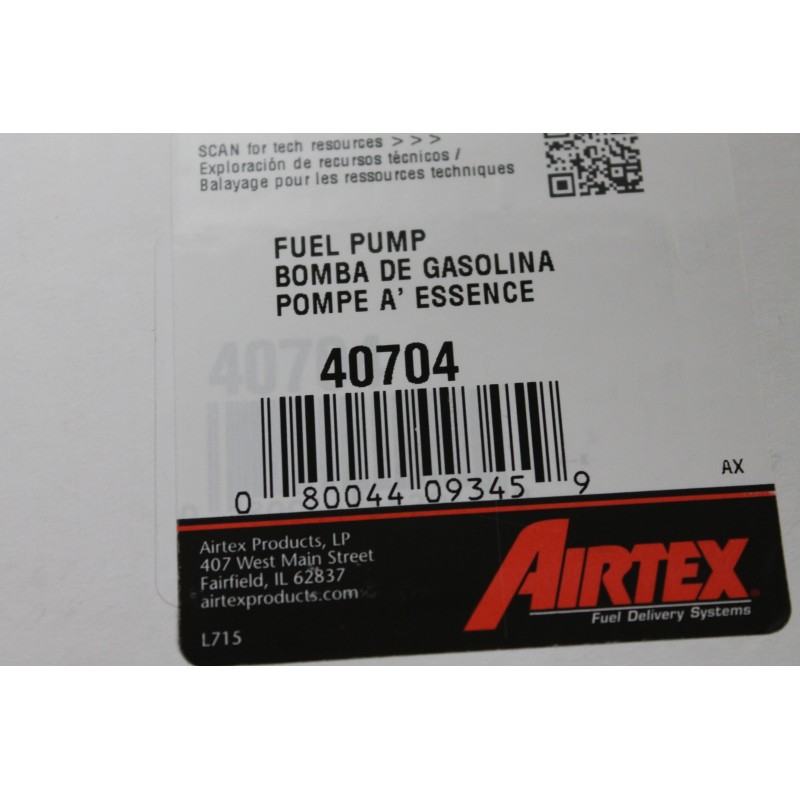 SCAN for tech resources > > >
Exploración de recursos técnicos /
Balayage pour les ressources techniques
FUEL PUMP
BOMBA DE GASOLINA
POMPE A' ESSENCE
40704
0 80044 09345 9
AX
Airtex Products, LP
407 West Main Street
Fairfield, IL 62837
airtexproducts.com
L715
AIRTEX®
Fuel Delivery Systems